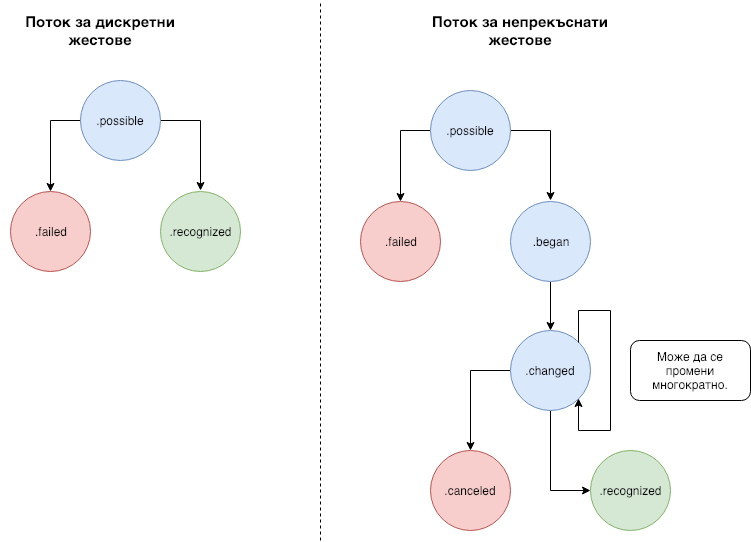 Поток за дискретни
жестове
.possible
.failed
.recognized
Поток за непрекъснати
жестове
.possible
.failed
.began
.changed
Може да се
промени
многократно.
.canceled
.recognized